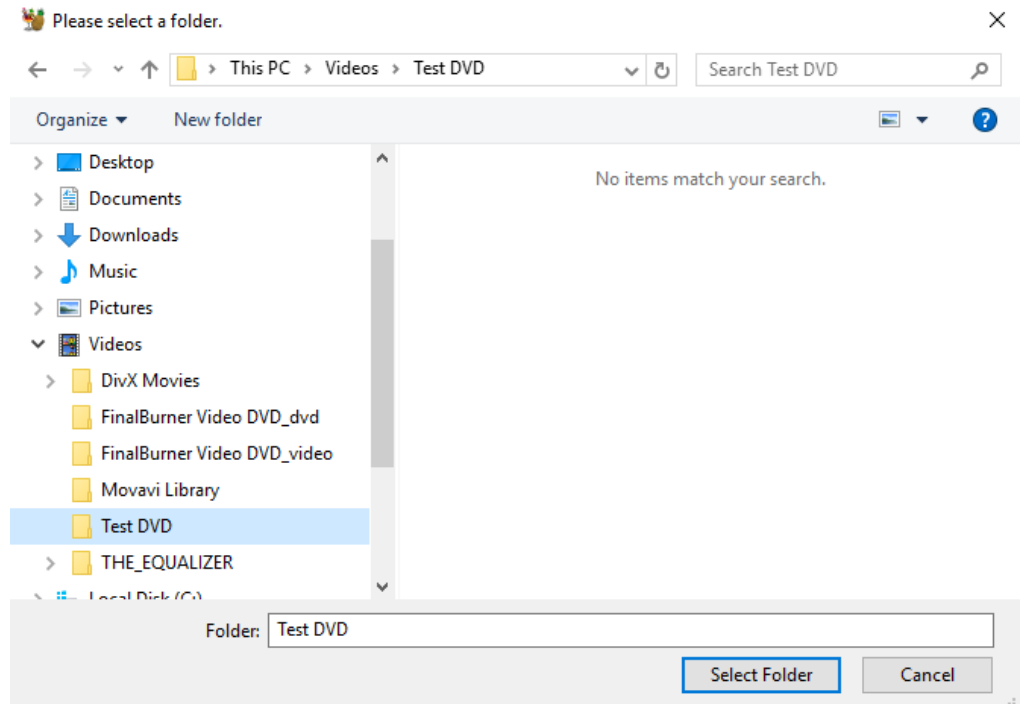 Please select a folder.
This PC > Videos > Test DVD
Search Test DVD
Organize
New folder
Desktop
Documents
Downloads
Music
Pictures
Videos
DivX Movies
FinalBurner Video DVD_dvd
FinalBurner Video DVD_video
Movavi Library
Test DVD
THE_EQUALIZER
Local Disk (C:)
No items match your search.
Folder: Test DVD
Select Folder
Cancel